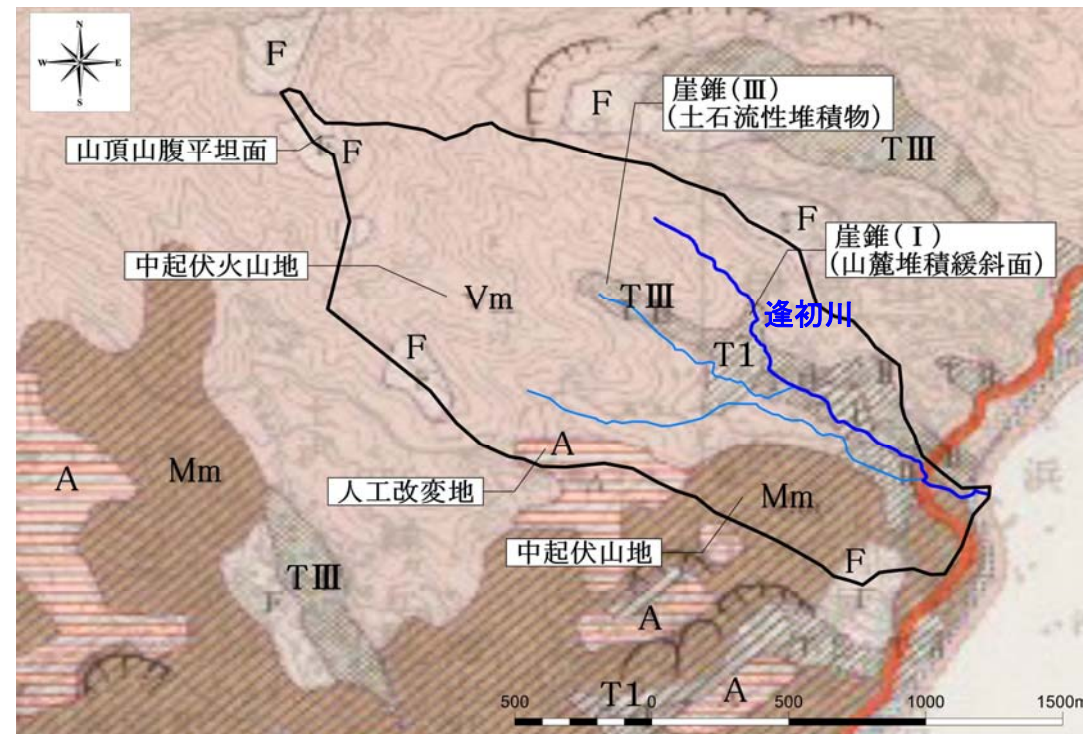 N
W E
S
F
崖錐(Ⅲ)
(土石流性堆積物)
F
TⅢ
山頂山腹平坦面
F
F
崖錐(Ⅰ)
(山麓堆積緩斜面)
中起伏火山地
Vm
TⅢ
逢初川
T1
F
A
Mm
A
人工改変地
Mm
中起伏山地
浜
TⅢ
F
F
A
T1
A
500 0 500 1000 1500m